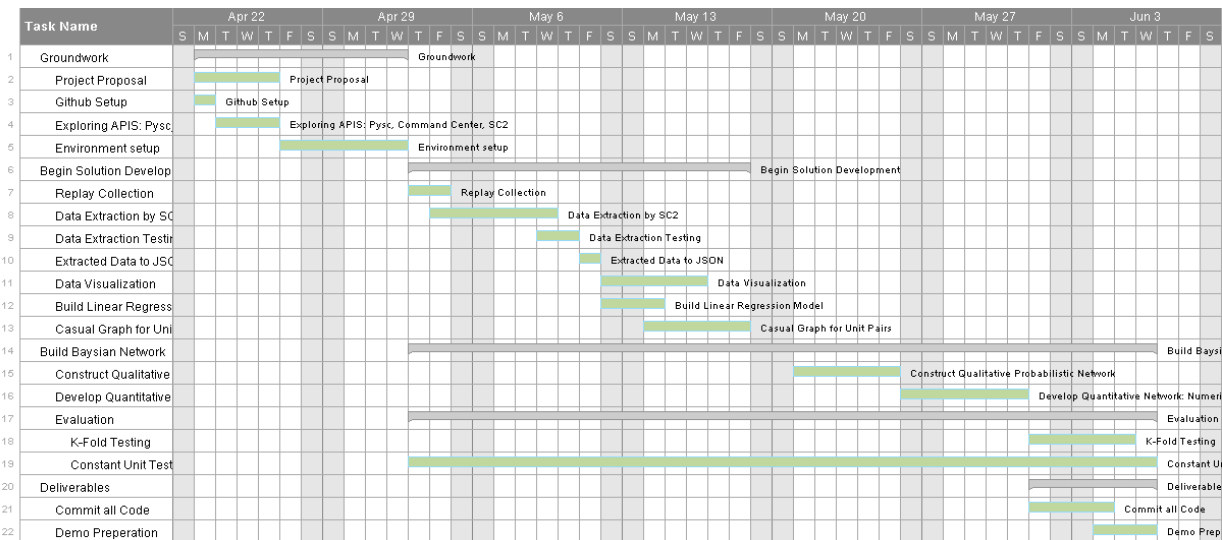 Task Name
Apr 22 Apr 29 May 6 May 13 May 20 May 27 Jun 3
S M T W T F S S M T W T F S S M T W T F S S M T W T F S S M T W T F S S M T W T F S S M T W T F S
1 Groundwork Groundwork
2 Project Proposal Project Proposal
3 Github Setup Github Setup
4 Exploring APIS: Pysc Exploring APIS: Pysc, Command Center, SC2
5 Environment setup Environment setup
6 Begin Solution Develop Begin Solution Development
7 Replay Collection Replay Collection
8 Data Extraction by SC Data Extraction by SC2
9 Data Extraction Testin Data Extraction Testing
10 Extracted Data to JSO Extracted Data to JSON
11 Data Visualization Data Visualization
12 Build Linear Regress Build Linear Regression Model
13 Casual Graph for Uni Casual Graph for Unit Pairs
14 Build Baysian Network Build Baysi
15 Construct Qualitative Construct Qualitative Probabilistic Network
16 Develop Quantitative Develop Quantitative Network: Numeri
17 Evaluation Evaluation
18 K-Fold Testing K-Fold Testing
19 Constant Unit Test Constant Un
20 Deliverables Deliverable
21 Commit all Code Commit all Code
22 Demo Preperation Demo Prep